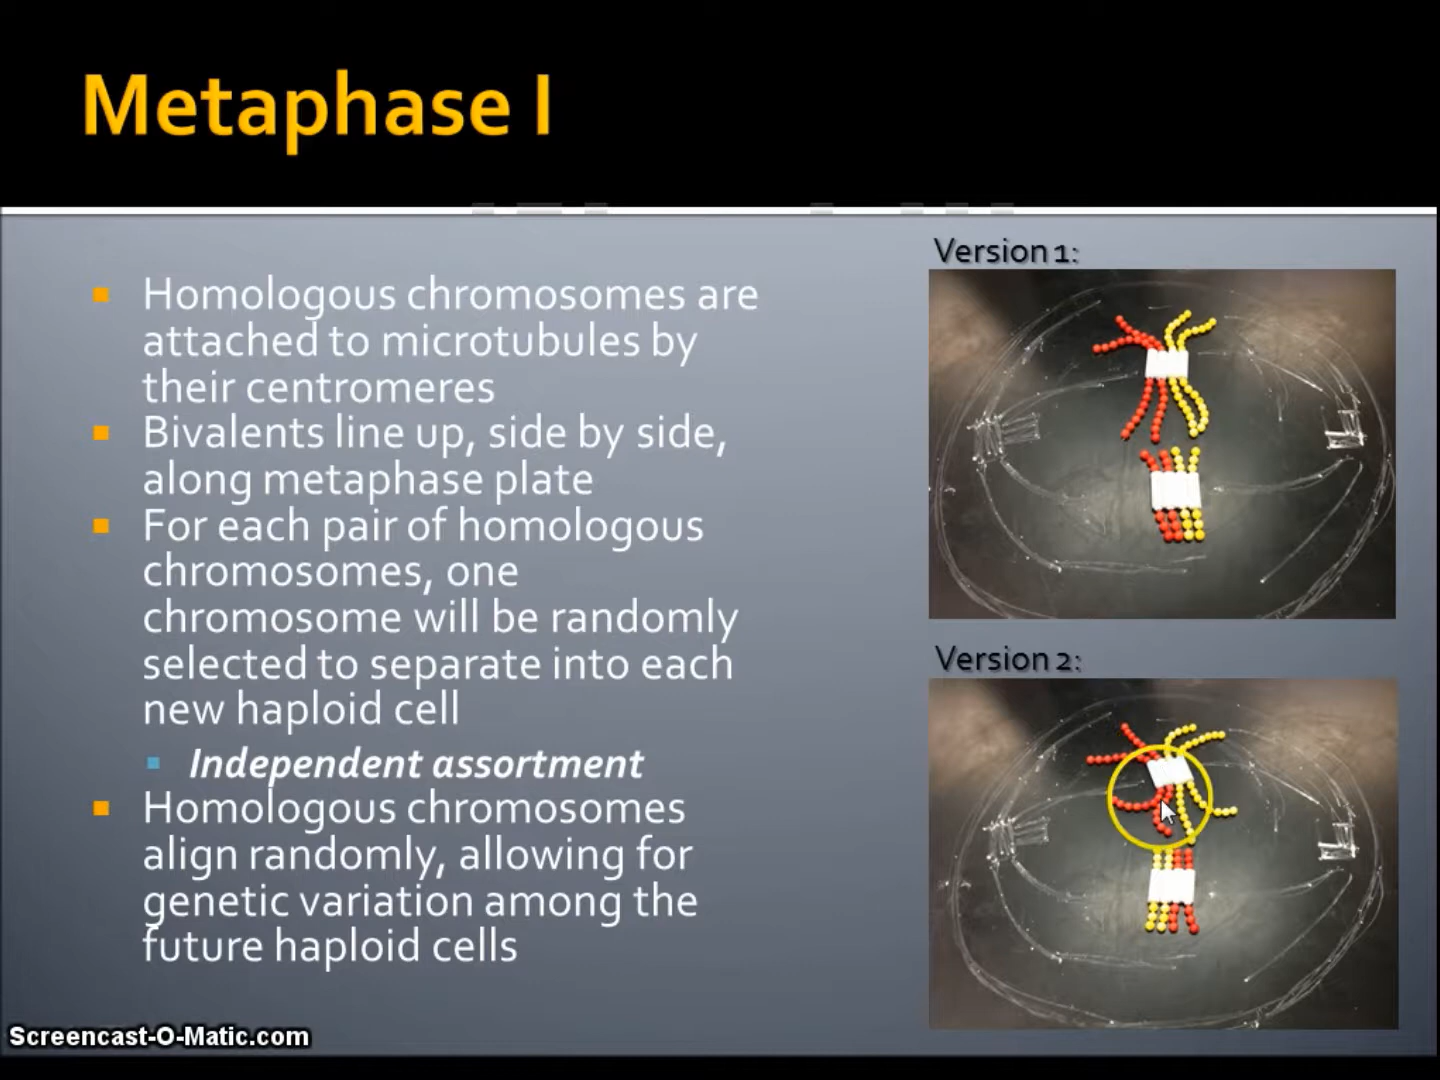 Metaphase I
Version 1:
Homologous chromosomes are
attached to microtubules by
their centromeres
Bivalents line up, side by side,
along metaphase plate
For each pair of homologous
chromosomes, one
chromosome will be randomly
selected to separate into each
new haploid cell
Independent assortment
Homologous chromosomes
align randomly, allowing for
genetic variation among the
future haploid cells
Version 2:
Screencast-O-Matic.com